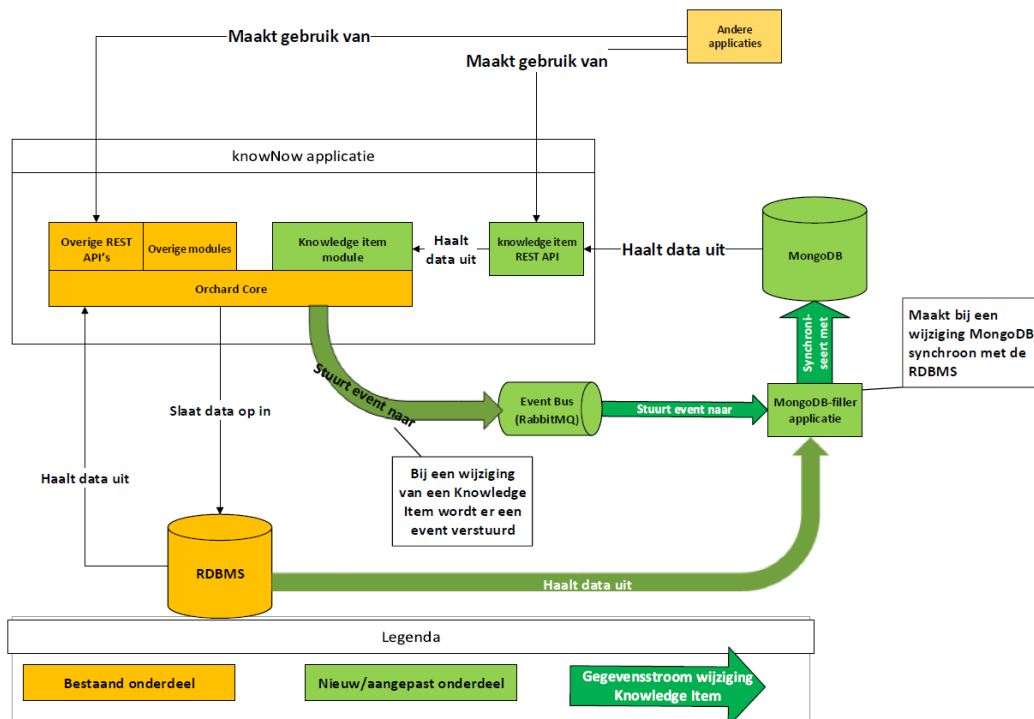 Maakt gebruik van
Andere
applicaties
Maakt gebruik van
knowNow applicatie
Overige REST
API's
Overige modules
Knowledge item
module
Haalt
data uit
knowledge item
REST API
Haalt data uit
MongoDB
Orchard Core
Synchroni-
seert met
Maakt bij een
wijziging MongoDB
synchroon met de
RDBMS
Stuurt event naar
Event Bus
(RabbitMQ)
Stuurt event naar
MongoDB-filler
applicatie
Slaat data op in
Haalt data uit
Bij een wijziging
van een Knowledge
Item wordt er een
event verstuurd
RDBMS
Haalt data uit
Legenda
Bestaand onderdeel
Nieuw/aangepast onderdeel
Gegevensstroom wijziging
Knowledge Item